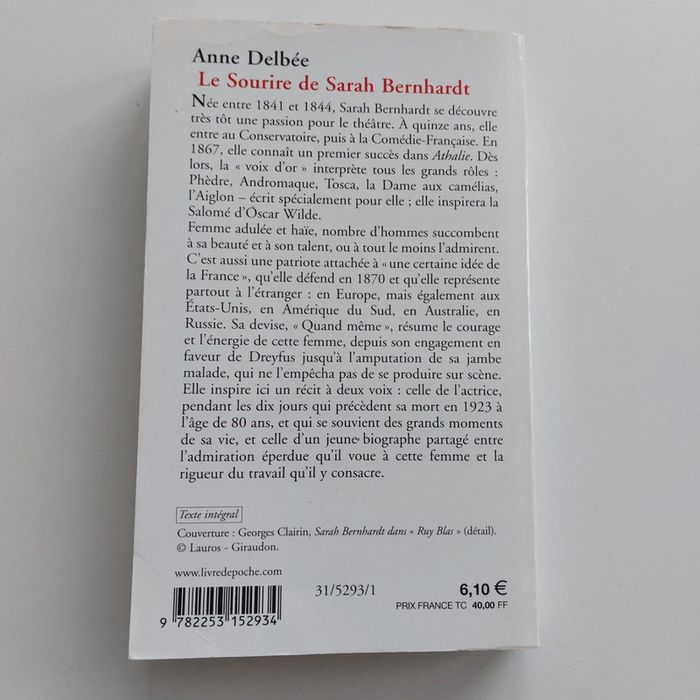 Anne Delbée
Le Sourire de Sarah Bernhardt
Née entre 1841 et 1844, Sarah Bernhardt se découvre
très tôt une passion pour le théâtre. À quinze ans, elle
entre au Conservatoire, puis à la Comédie-Française. En
1867, elle connaît un premier succès dans Athalie. Dès
lors, la « voix d'or » interprète tous les grands rôles :
Phèdre, Andromaque, Tosca, la Dame aux camélias,
l'Aiglon – écrit spécialement pour elle ; elle inspirera la
Salomé d'Oscar Wilde.
Femme adulée et haïe, nombre d'hommes succombent
à sa beauté et à son talent, ou à tout le moins l'admirent.
C'est aussi une patriote attachée à « une certaine idée de
la France », qu'elle défend en 1870 et qu'elle représente
partout à l'étranger : en Europe, mais également aux
États-Unis, en Amérique du Sud, en Australie, en
Russie. Sa devise, « Quand même », résume le courage
et l'énergie de cette femme, depuis son engagement en
faveur de Dreyfus jusqu'à l'amputation de sa jambe
malade, qui ne l'empêcha pas de se produire sur scène.
Elle inspire ici un récit à deux voix : celle de l'actrice,
pendant les dix jours qui précèdent sa mort en 1923 à
l'âge de 80 ans, et qui se souvient des grands moments
de sa vie, et celle d'un jeune biographe partagé entre
l'admiration éperdue qu'il voue à cette femme et la
rigueur du travail qu'il y consacre.
Texte intégral
Couverture : Georges Clairin, Sarah Bernhardt dans « Ruy Blas » (détail).
© Lauros - Giraudon.
www.livredepoche.com
31/5293/1
6,10 €
PRIX FRANCE TC 40,00 FF
9 782253 152934